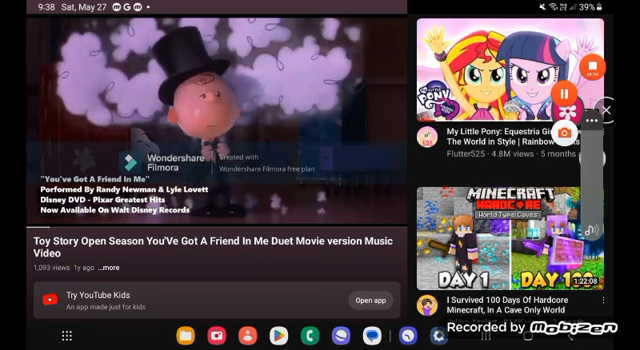 9:38 Sat, May 27
39%
Wondershare
Filmora
Created with
Wondershare Filmora free plan
"You've Got A Friend In Me"
Porformed By Randy Newman & Lyle Lovett
Disney DVD - Pixar Greatest Hits
Now Available On Walt Disney Records
Toy Story Open Season You'Ve Got A Friend In Me Duet Movie version Music
Video
1,093 views 1y ago ...more
Try YouTube Kids
An app made just for kids
Open app
My Little Pony: Equestria
The World in Style | Rainbow
Flutter525 · 4.8M views · 5 months
MINECRAFT
World Type:Caves
DAY 1
DAY
1:22:08
I Survived 100 Days Of Hardcore
Minecraft, In A Cave Only World
Recorded by mobizen